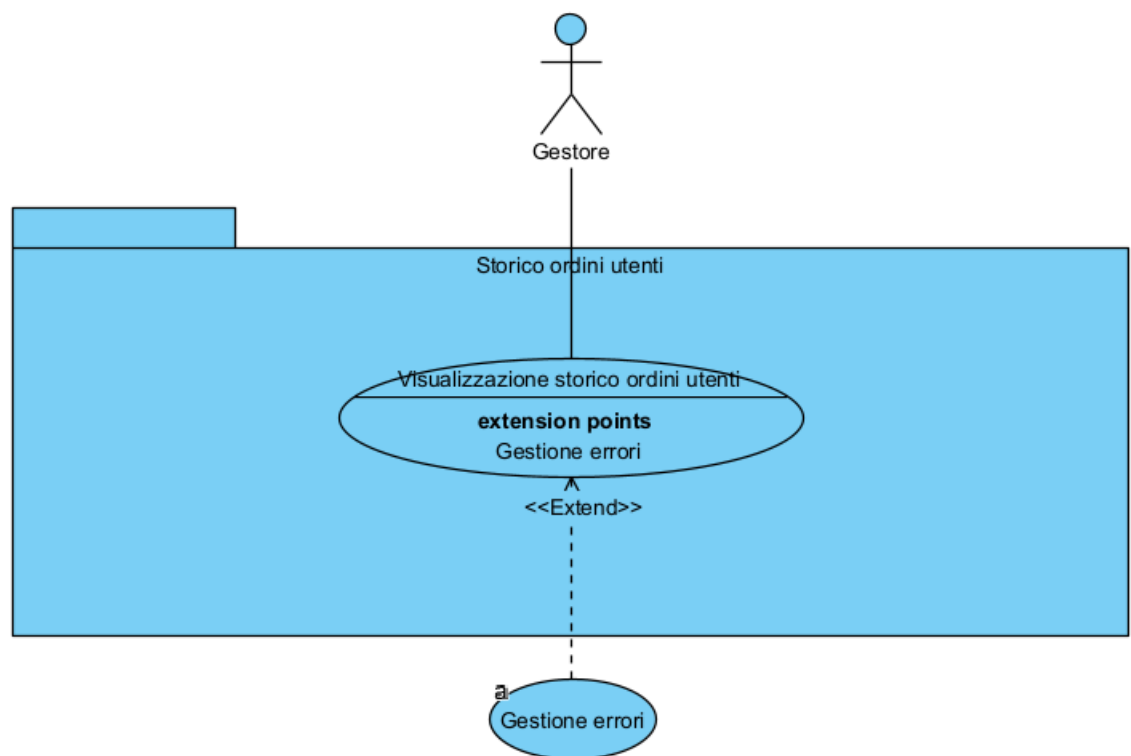 Gestore
Storico ordini utenti
Visualizzazione storico ordini utenti
extension points
Gestione errori
<<Extend>>
Gestione errori